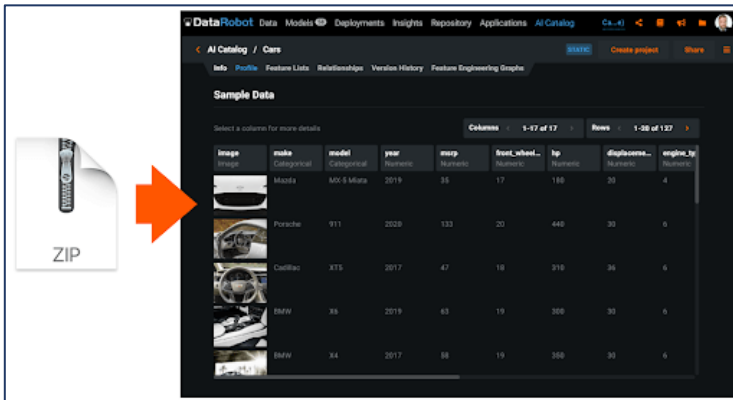 DataRobot Data Models Deployments Insights Repository Applications AI Catalog
AI Catalog / Cars STATIC Create project Share
Info Profile Feature Lists Relationships Version History Feature Engineering Graphs
Sample Data
Select a column for more details Columns 1-17 of 17 Rows 1-20 of 127
image make model year msrp front_wheel... hp displaceme... engine_ty
Image Categorical Categorical Numeric Numeric Numeric Numeric Numeric Numeric
Mazda MX-5 Miata 2019 35 17 180 20 4
Porsche 911 2020 133 20 440 30 6
ZIP
Cadillac XTS 2017 47 18 310 36 6
BMW X6 2019 63 19 300 30 6
BMW X4 2017 58 19 350 30 6